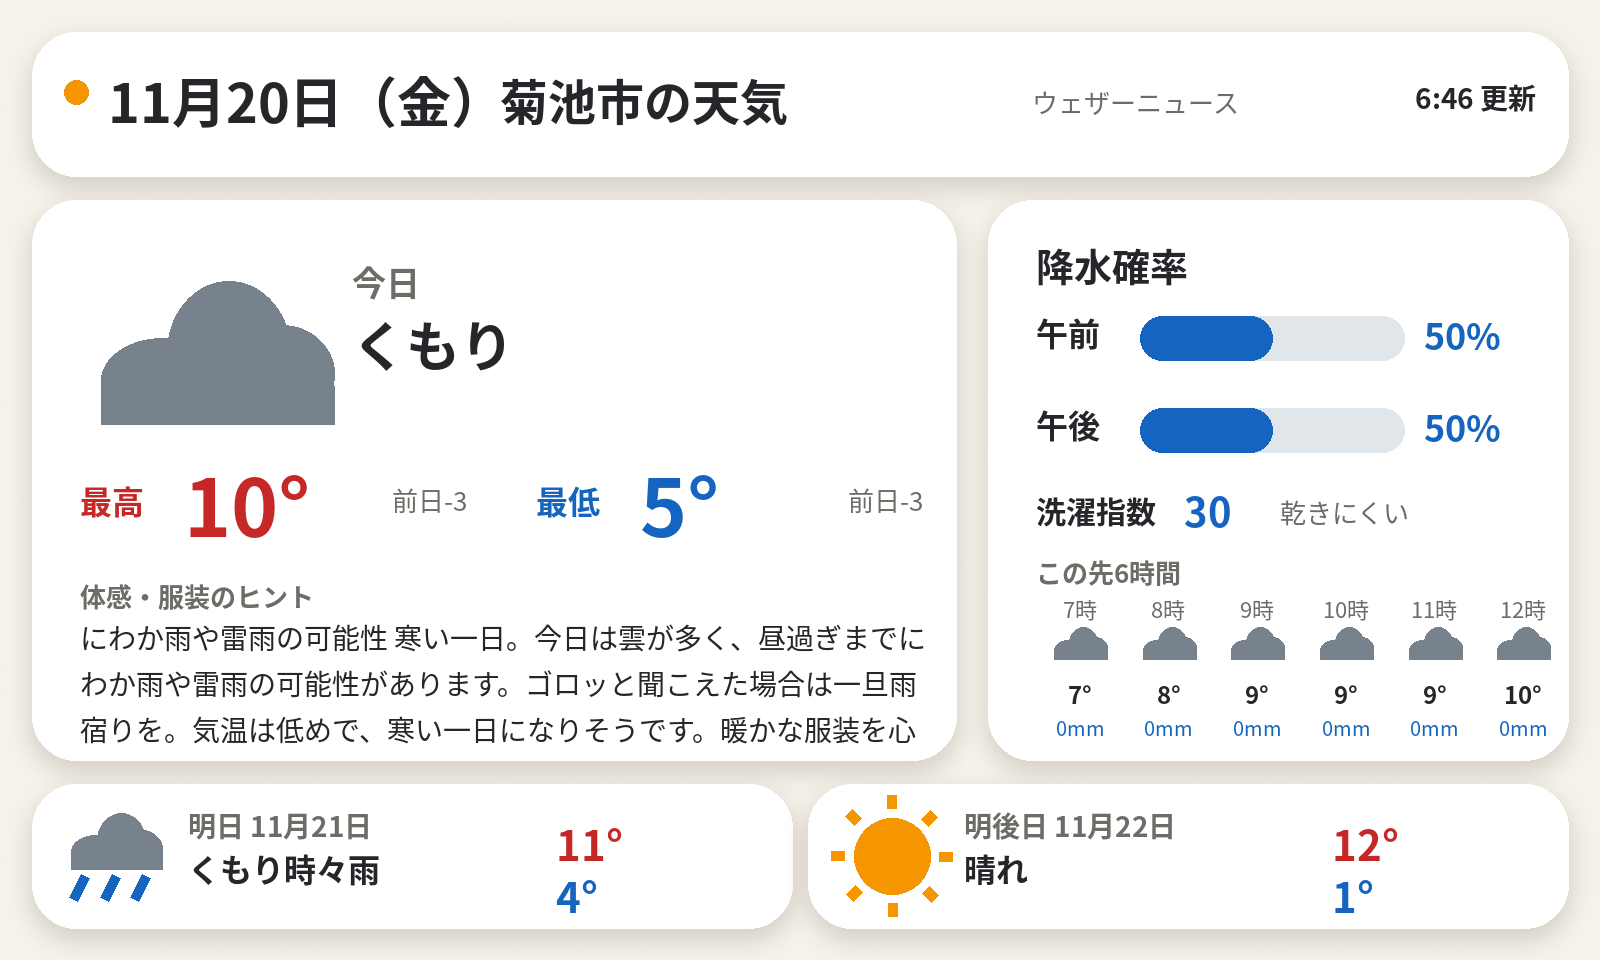 11月20日（金）菊池市の天気
ウェザーニュース
6:46 更新
今日
くもり
最高 10° 前日-3 最低 5° 前日-3
体感・服装のヒント
にわか雨や雷雨の可能性 寒い一日。今日は雲が多く、昼過ぎまでに
わか雨や雷雨の可能性があります。ゴロッと聞こえた場合は一旦雨
宿りを。気温は低めで、寒い一日になりそうです。暖かな服装を心
降水確率
午前 50%
午後 50%
洗濯指数 30 乾きにくい
この先6時間
7時 8時 9時 10時 11時 12時
7° 8° 9° 9° 9° 10°
0mm 0mm 0mm 0mm 0mm 0mm
明日 11月21日
くもり時々雨
11°
4°
明後日 11月22日
晴れ
12°
1°